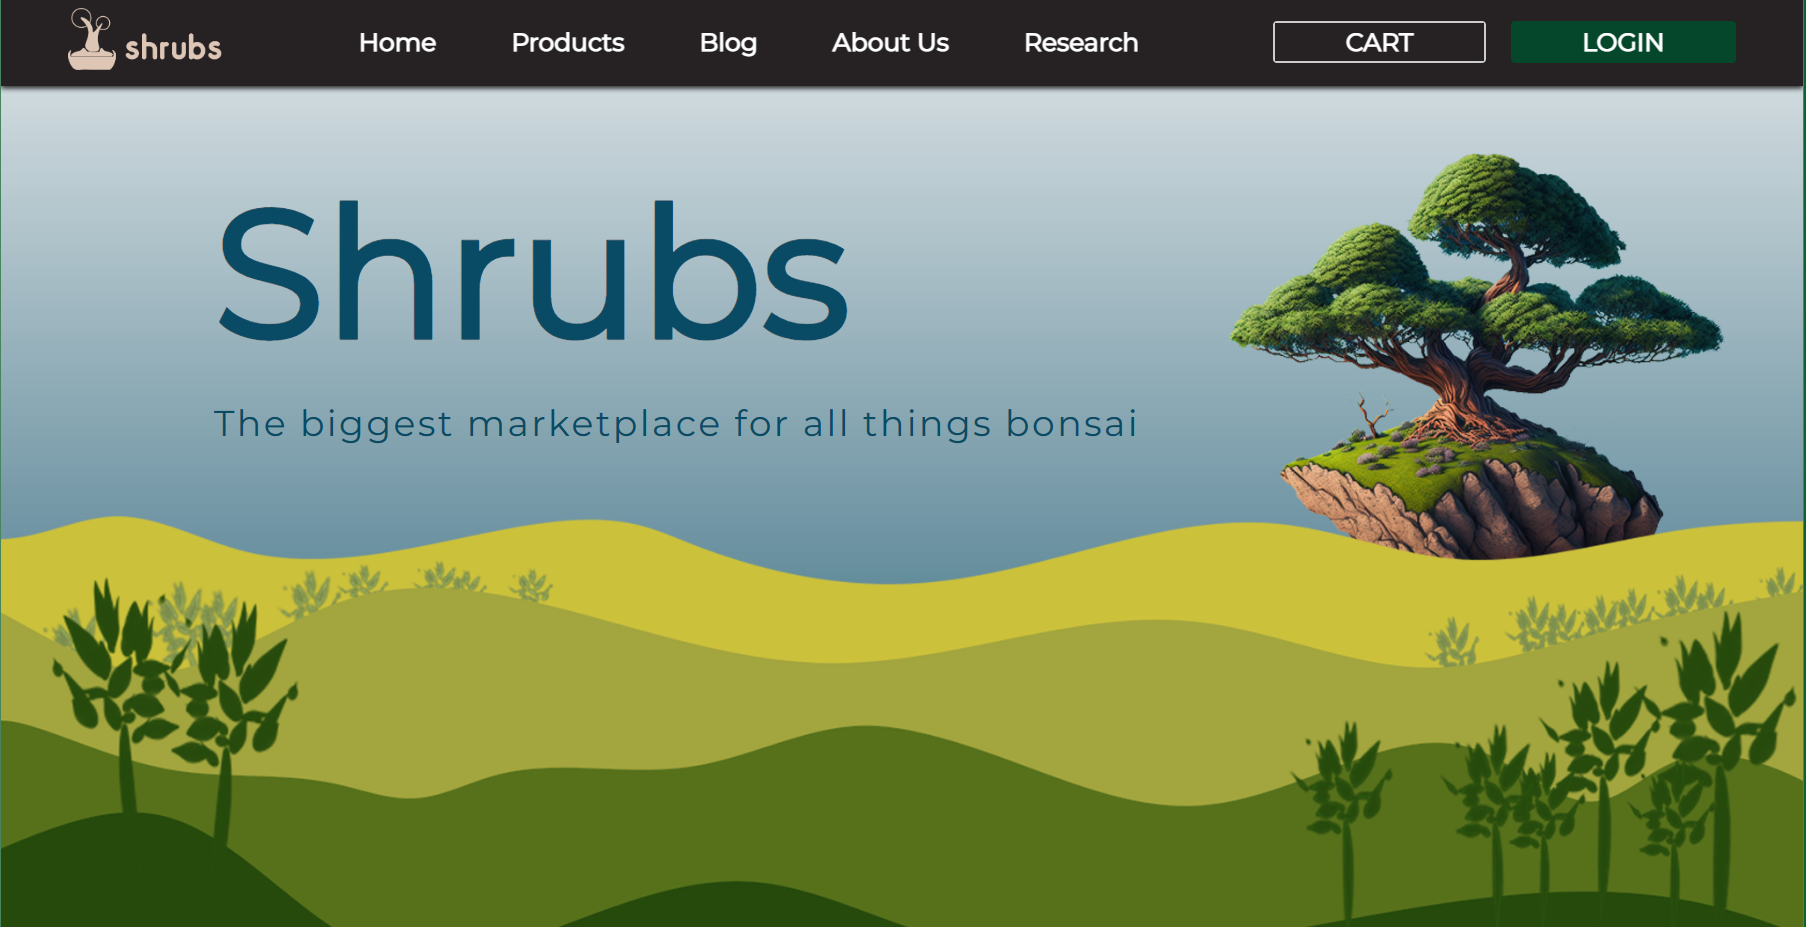 shrubs
Home Products Blog About Us Research CART LOGIN
Shrubs
The biggest marketplace for all things bonsai